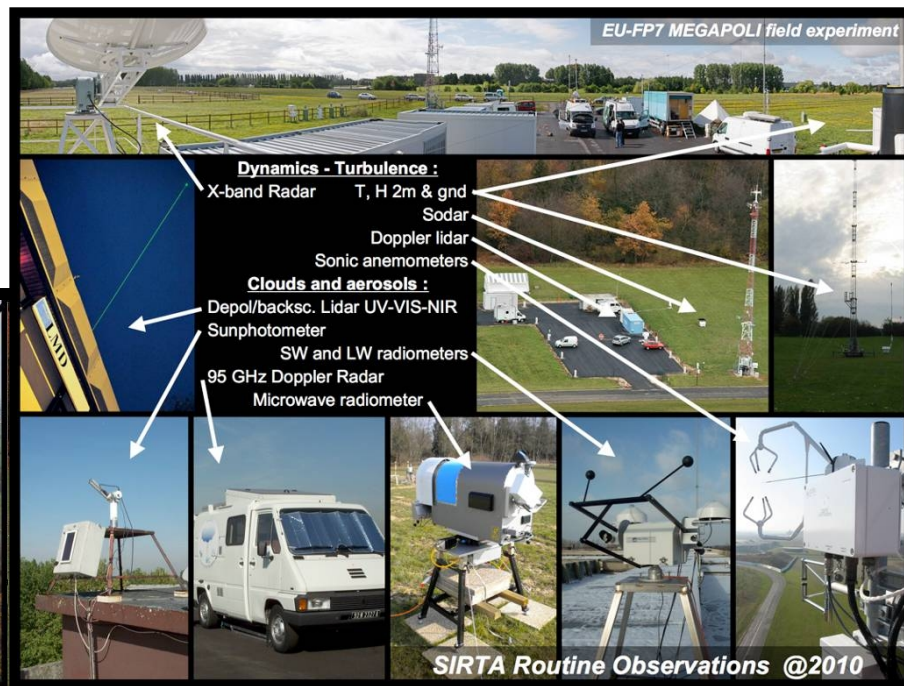 EU-FP7 MEGAPOLI field experiment
Dynamics - Turbulence :
X-band Radar T, H 2m & gnd
Sodar
Doppler lidar
Sonic anemometers
Clouds and aerosols :
Depol/backsc. Lidar UV-VIS-NIR
LMD
Sunphotometer
SW and LW radiometers
95 GHz Doppler Radar
Microwave radiometer
SIRTA Routine Observations @2010